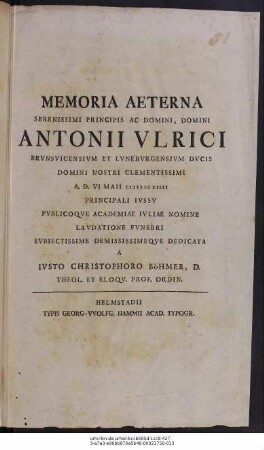 MEMORIA AETERNA
SERENISSIMI PRINCIPIS AC DOMINI, DOMINI
ANTONII VLRICI
BRVNSVICENSIVM ET LVNEBVRGENSIVM DVCIS
DOMINI NOSTRI CLEMENTISSIMI
A. D. VI MAII
PRINCIPALI IVSSV
PVBLICOQVE ACADEMIAE IVLIAE NOMINE
LAVDATIONE FVNEBRI
SVBIECTISSIME DEMISSISSIMEQVE DEDICATA
A
IVSTO CHRISTOPHORO BöHMER, D.
THEOL. ET ELOQV. PROF. ORDIN.
HELMSTADII
TYPIS GEORG-VVOLFG. HAMMII ACAD. TYPOGR.